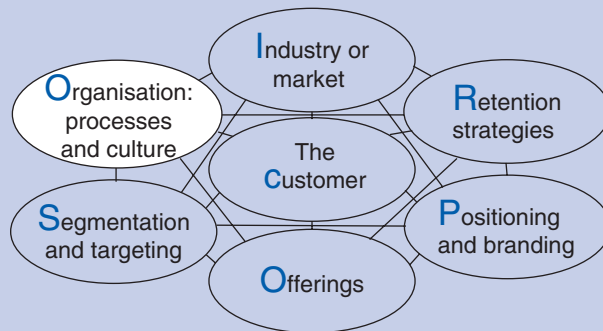 Industry or
market
Organisation:
processes
and culture
Retention
strategies
The
customer
Segmentation
and targeting
Positioning
and branding
Offerings